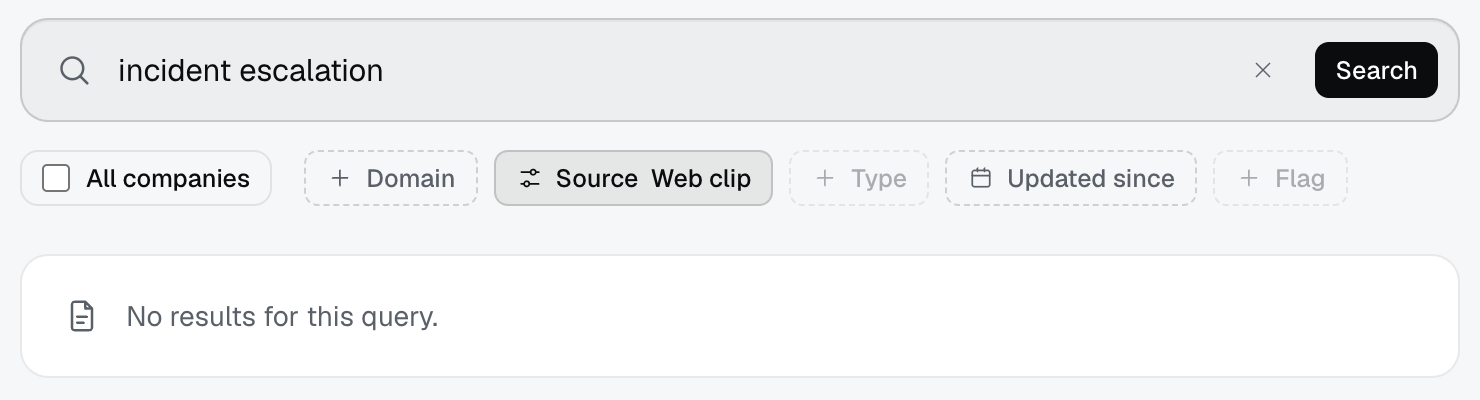 incident escalation
Search
All companies
Domain
Source Web clip
Type
Updated since
Flag
No results for this query.